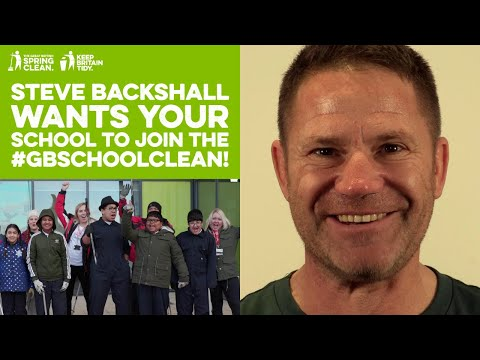 THE GREAT BRITISH
SPRING
CLEAN.
KEEP
BRITAIN
TIDY.
STEVE BACKSHALL
WANTS YOUR
SCHOOL TO JOIN THE
#GBSCHOOLCLEAN!